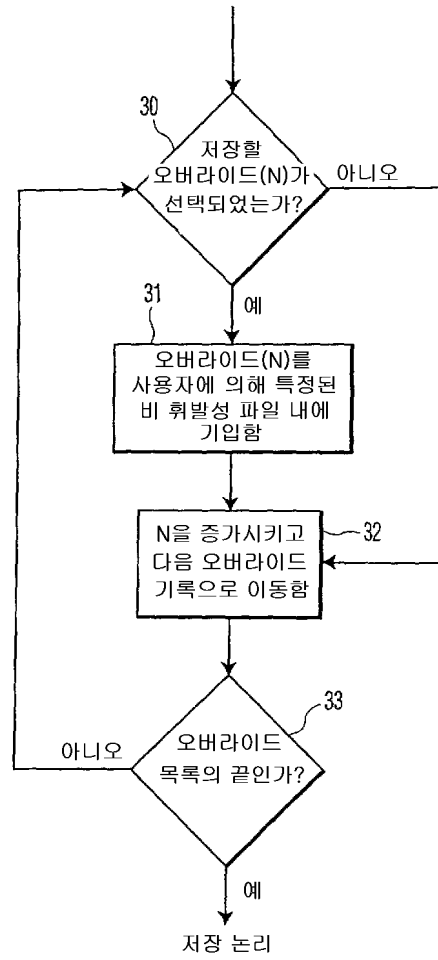 30
저장할
오버라이드(N)가
선택되었는가?
아니오
예
31
오버라이드(N)를
사용자에 의해 특정된
비 휘발성 파일 내에
기입함
32
N을 증가시키고
다음 오버라이드
기록으로 이동함
33
아니오
오버라이드
목록의 끝인가?
예
저장 논리